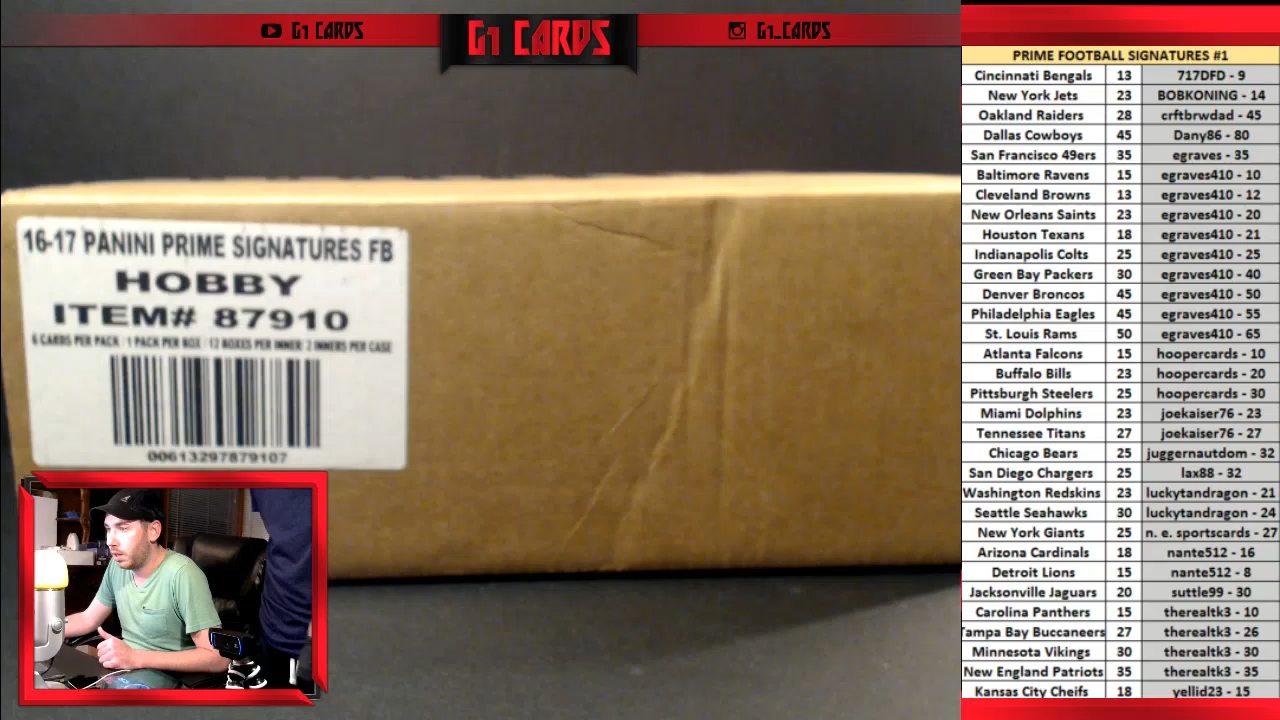 G1 CARDS
G1 CARDS
G1_CARDS
16-17 PANINI PRIME SIGNATURES FB
HOBBY
ITEM# 87910
6 CARDS PER PACK / 1 PACK PER BOX / 12 BOXES PER INNER / 2 INNERS PER CASE
00613297879107
PRIME FOOTBALL SIGNATURES #1
Cincinnati Bengals 13 717DFD - 9
New York Jets 23 BOBKONING - 14
Oakland Raiders 28 crftbrwdad - 45
Dallas Cowboys 45 Dany86 - 80
San Francisco 49ers 35 egraves - 35
Baltimore Ravens 15 egraves410 - 10
Cleveland Browns 13 egraves410 - 12
New Orleans Saints 23 egraves410 - 20
Houston Texans 18 egraves410 - 21
Indianapolis Colts 25 egraves410 - 25
Green Bay Packers 30 egraves410 - 40
Denver Broncos 45 egraves410 - 50
Philadelphia Eagles 45 egraves410 - 55
St. Louis Rams 50 egraves410 - 65
Atlanta Falcons 15 hoopercards - 10
Buffalo Bills 23 hoopercards - 20
Pittsburgh Steelers 25 hoopercards - 30
Miami Dolphins 23 joekaiser76 - 23
Tennessee Titans 27 joekaiser76 - 27
Chicago Bears 25 juggernautdom - 32
San Diego Chargers 25 lax88 - 32
Washington Redskins 23 luckytandragon - 21
Seattle Seahawks 30 luckytandragon - 24
New York Giants 25 n. e. sportscards - 27
Arizona Cardinals 18 nante512 - 16
Detroit Lions 15 nante512 - 8
Jacksonville Jaguars 20 suttle99 - 30
Carolina Panthers 15 therealtk3 - 10
Tampa Bay Buccaneers 27 therealtk3 - 26
Minnesota Vikings 30 therealtk3 - 30
New England Patriots 35 therealtk3 - 35
Kansas City Cheifs 18 yellid23 - 15